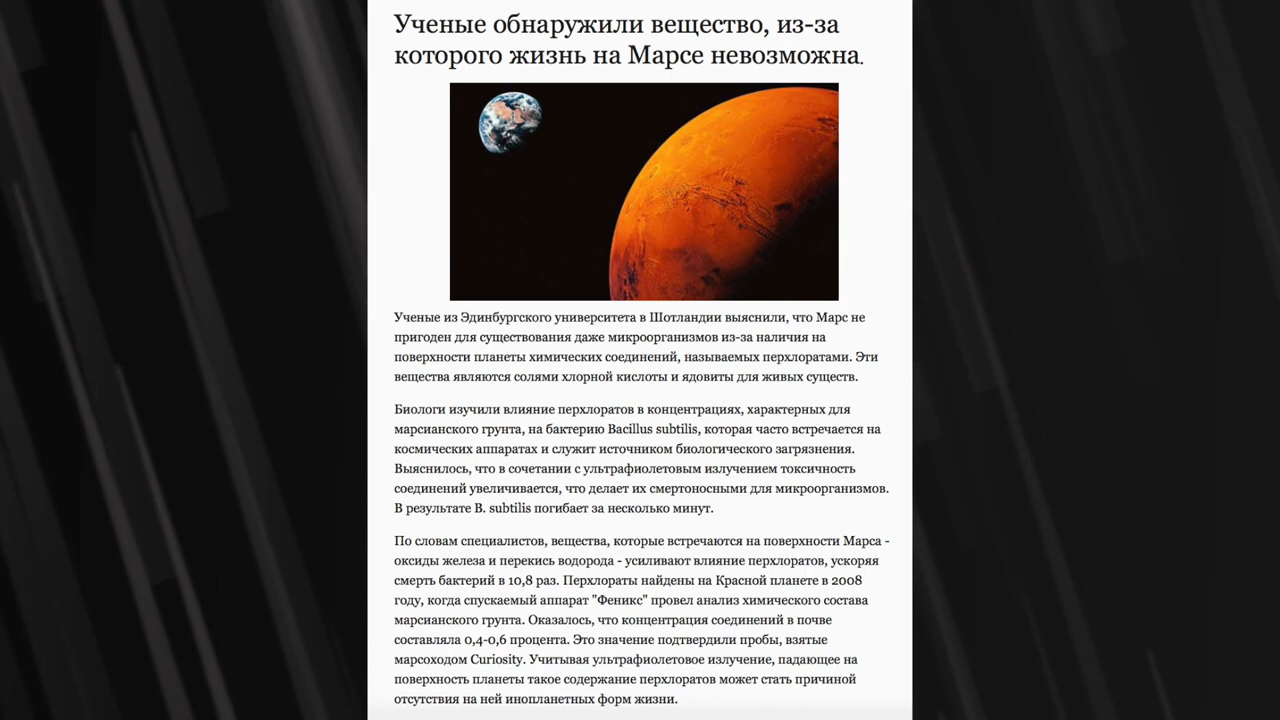 Ученые обнаружили вещество, из-за
которого жизнь на Марсе невозможна.
Ученые из Эдинбургского университета в Шотландии выяснили, что Марс не
пригоден для существования даже микроорганизмов из-за наличия на
поверхности планеты химических соединений, называемых перхлоратами. Эти
вещества являются солями хлорной кислоты и ядовиты для живых существ.
Биологи изучили влияние перхлоратов в концентрациях, характерных для
марсианского грунта, на бактерию Bacillus subtilis, которая часто встречается на
космических аппаратах и служит источником биологического загрязнения.
Выяснилось, что в сочетании с ультрафиолетовым излучением токсичность
соединений увеличивается, что делает их смертоносными для микроорганизмов.
В результате B. subtilis погибает за несколько минут.
По словам специалистов, вещества, которые встречаются на поверхности Марса -
оксиды железа и перекись водорода - усиливают влияние перхлоратов, ускоряя
смерть бактерий в 10,8 раз. Перхлораты найдены на Красной планете в 2008
году, когда спускаемый аппарат "Феникс" провел анализ химического состава
марсианского грунта. Оказалось, что концентрация соединений в почве
составляла 0,4-0,6 процента. Это значение подтвердили пробы, взятые
марсоходом Curiosity. Учитывая ультрафиолетовое излучение, падающее на
поверхность планеты такое содержание перхлоратов может стать причиной
отсутствия на ней инопланетных форм жизни.